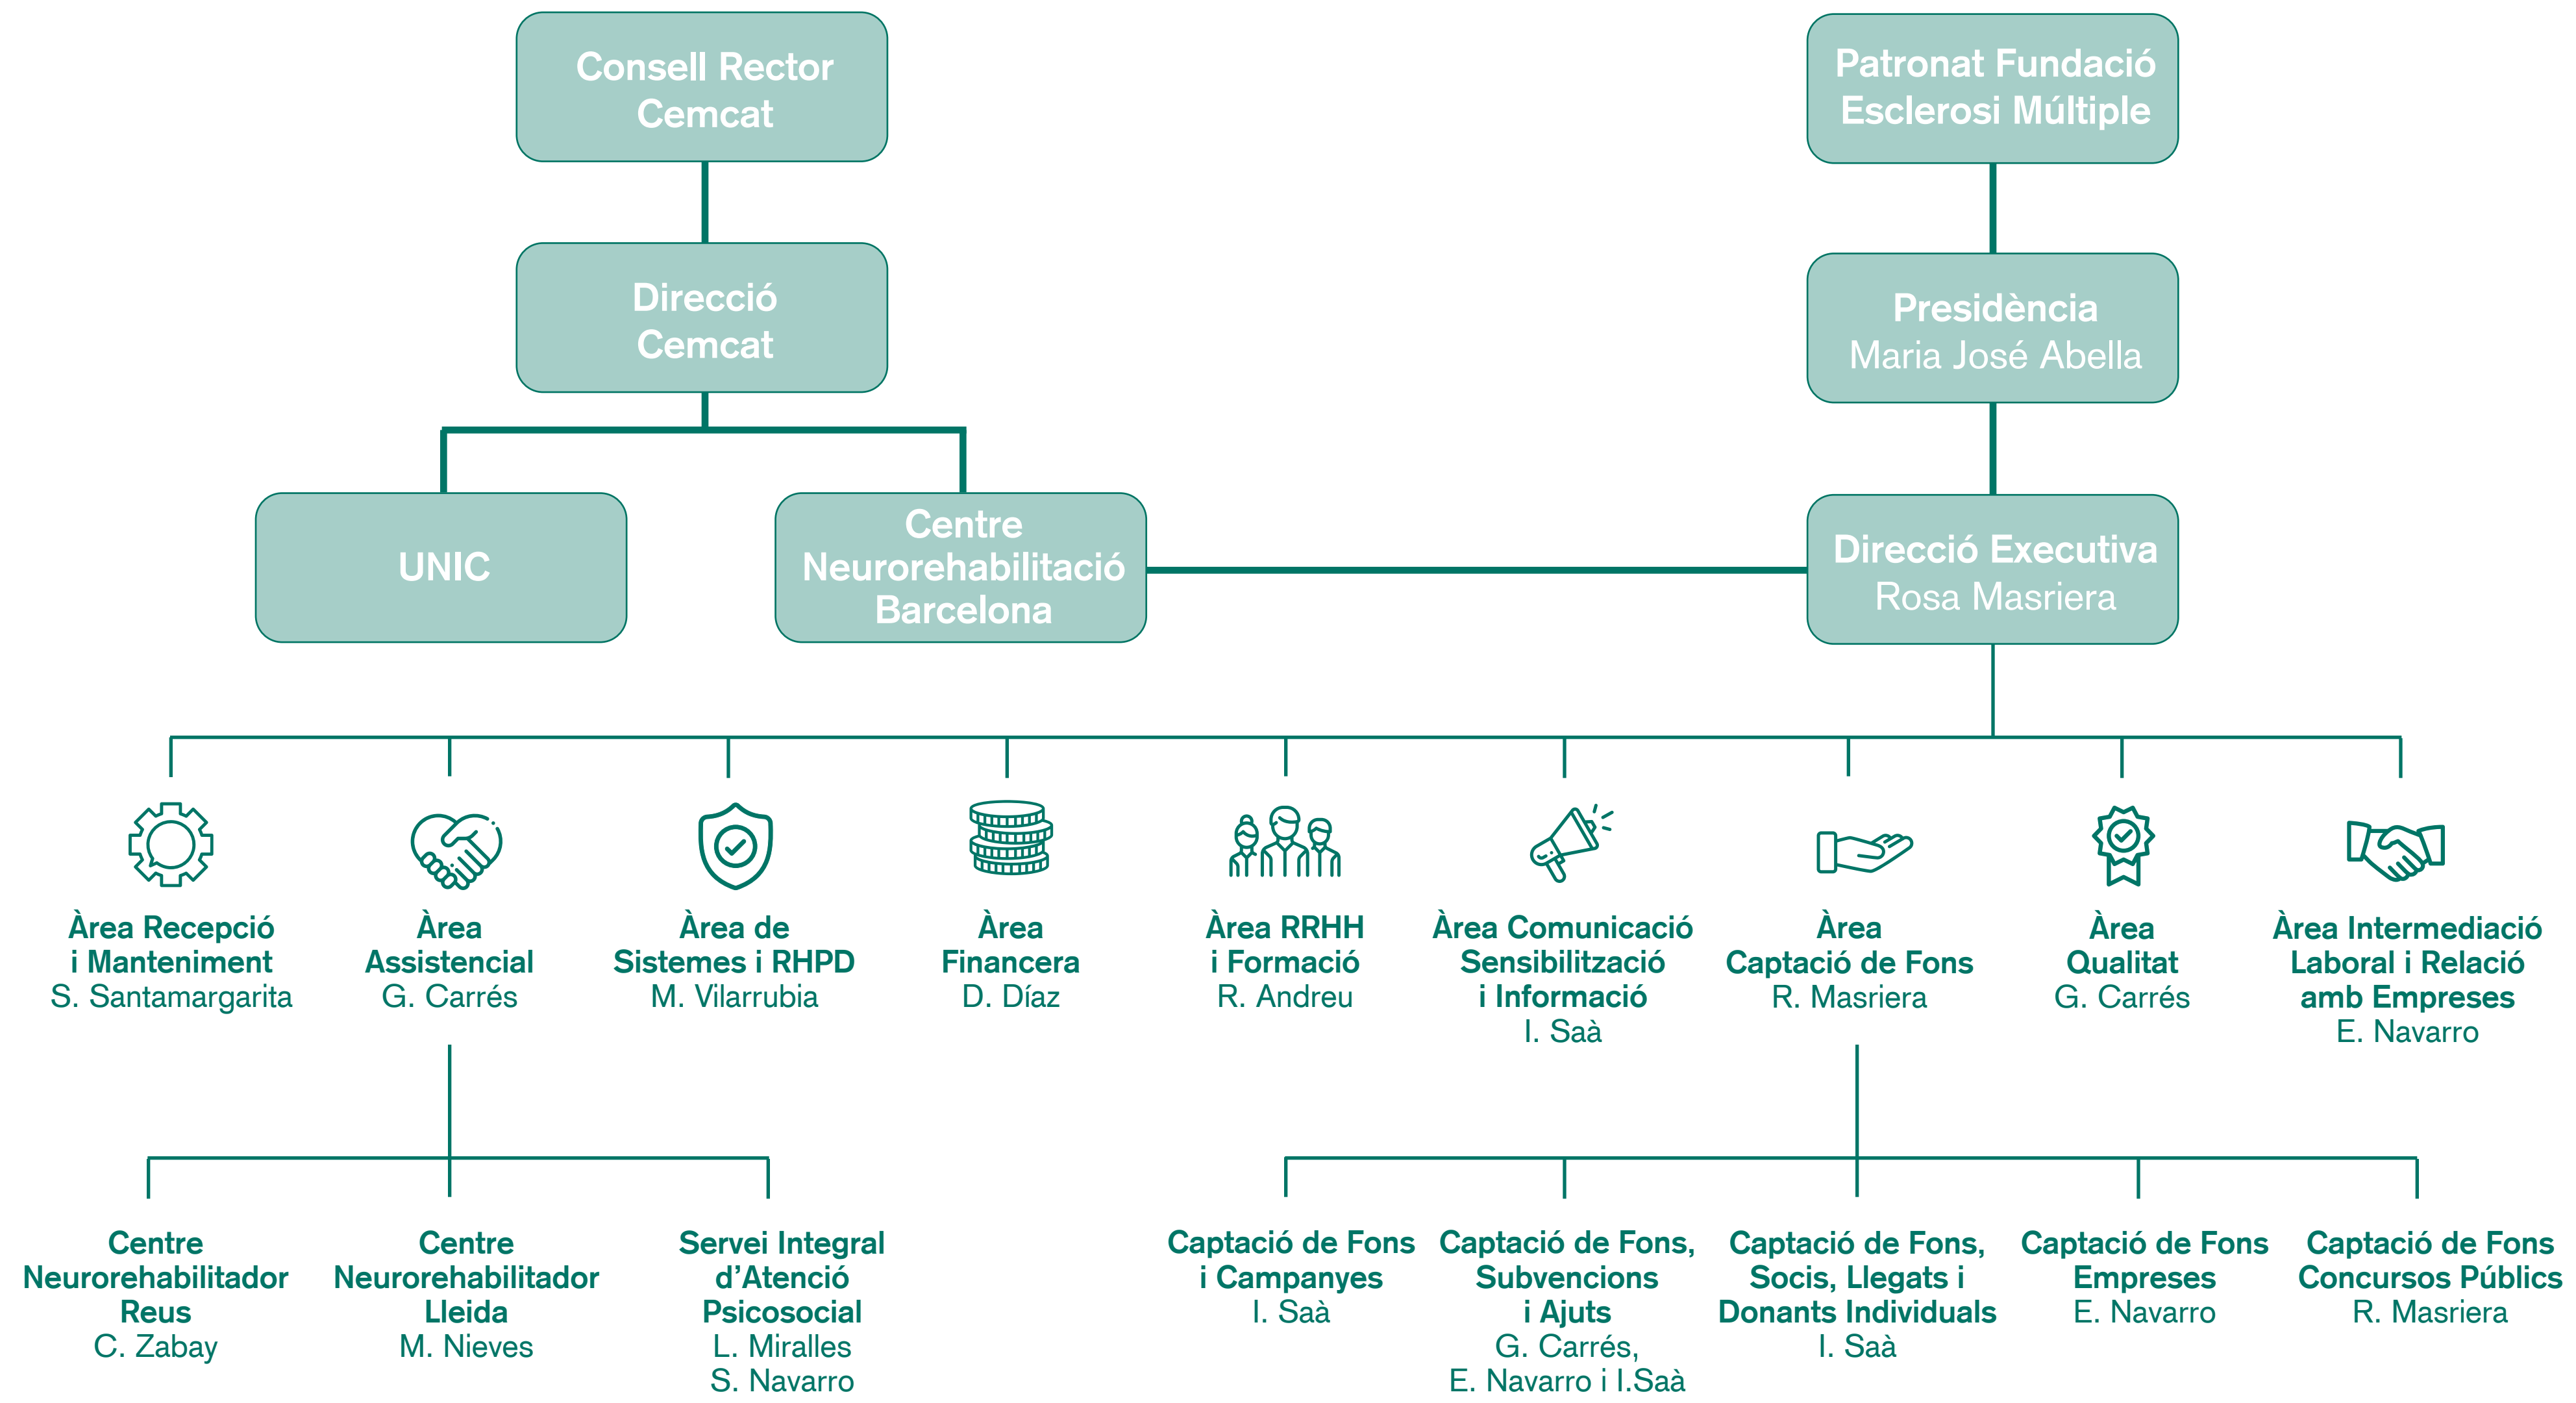 Consell Rector
Cemcat
Patronat Fundació
Esclerosi Múltiple
Direcció
Cemcat
Presidència
Maria José Abella
UNIC
Centre
Neurorehabilitació
Barcelona
Direcció Executiva
Rosa Masriera
Àrea Recepció
i Manteniment
S. Santamargarita
Àrea
Assistencial
G. Carrés
Àrea de
Sistemes i RHPD
M. Vilarrubia
Àrea
Financera
D. Díaz
Àrea RRHH
i Formació
R. Andreu
Àrea Comunicació
Sensibilització
i Informació
I. Saà
Àrea
Captació de Fons
R. Masriera
Àrea
Qualitat
G. Carrés
Àrea Intermediació
Laboral i Relació
amb Empreses
E. Navarro
Centre
Neurorehabilitador
Reus
C. Zabay
Centre
Neurorehabilitador
Lleida
M. Nieves
Servei Integral
d’Atenció
Psicosocial
L. Miralles
S. Navarro
Captació de Fons
i Campanyes
I. Saà
Captació de Fons,
Subvencions
i Ajuts
G. Carrés,
E. Navarro i I.Saà
Captació de Fons,
Socis, Llegats i
Donants Individuals
I. Saà
Captació de Fons
Empreses
E. Navarro
Captació de Fons
Concursos Públics
R. Masriera